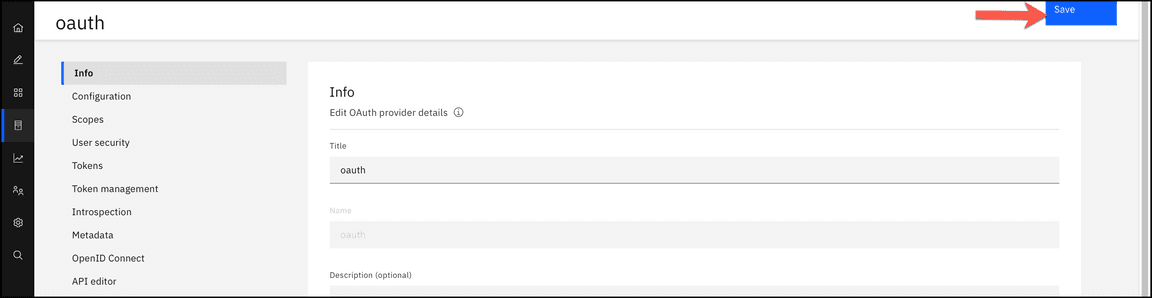 oauth
Save
Info
Configuration
Scopes
User security
Tokens
Token management
Introspection
Metadata
OpenID Connect
API editor
Info
Edit OAuth provider details
Title
oauth
Name
oauth
Description (optional)